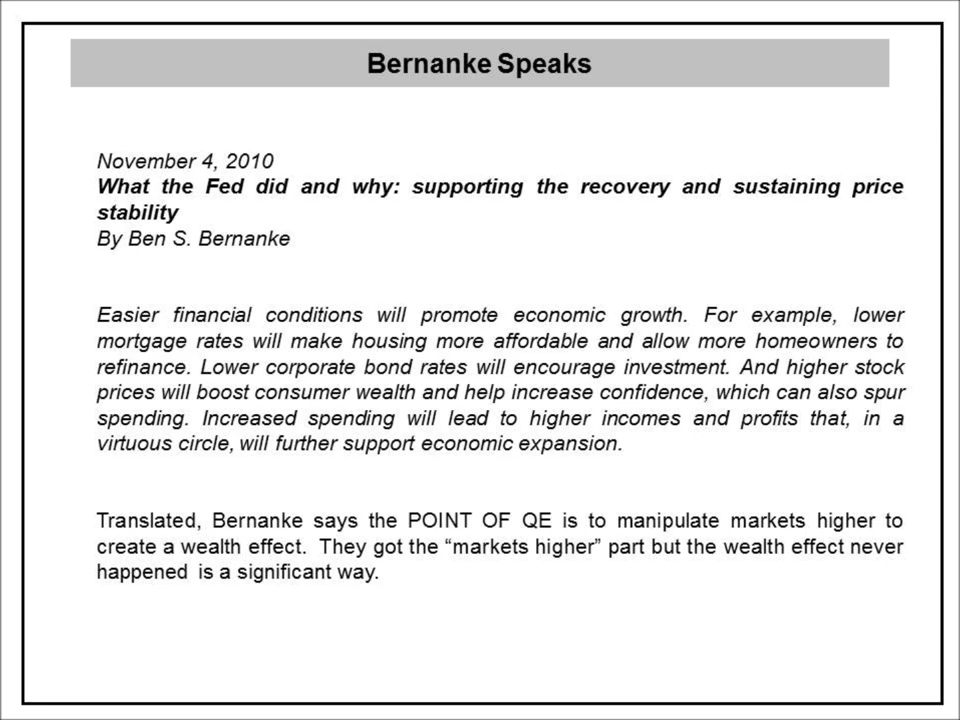 Bernanke Speaks
November 4, 2010
What the Fed did and why: supporting the recovery and sustaining price
stability
By Ben S. Bernanke
Easier financial conditions will promote economic growth. For example, lower
mortgage rates will make housing more affordable and allow more homeowners to
refinance. Lower corporate bond rates will encourage investment. And higher stock
prices will boost consumer wealth and help increase confidence, which can also spur
spending. Increased spending will lead to higher incomes and profits that, in a
virtuous circle, will further support economic expansion.
Translated, Bernanke says the POINT OF QE is to manipulate markets higher to
create a wealth effect. They got the “markets higher” part but the wealth effect never
happened is a significant way.